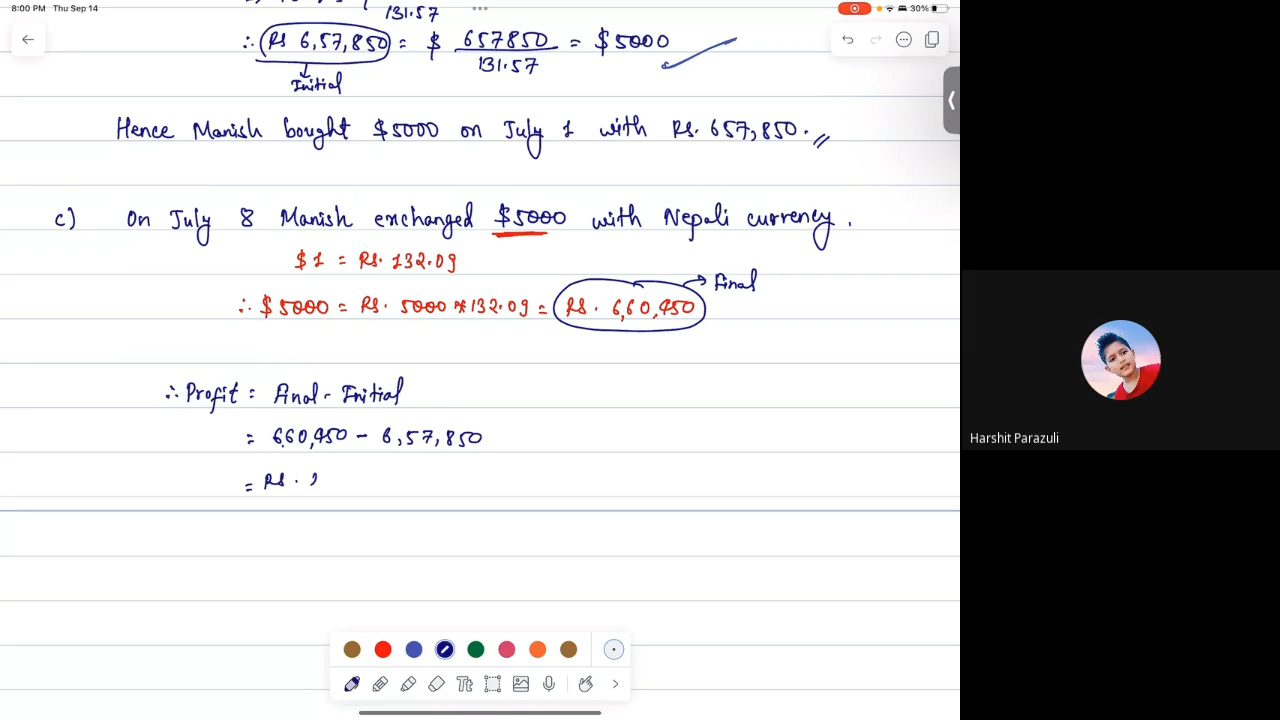 8:00 PM Thu Sep 14
30%
131.57
∴ Rs 6,57,850 = $ 657850 / 131.57 = $5000
Initial
Hence Manish bought $5000 on July 1 with Rs. 657,850.
c) On July 8 Manish exchanged $5000 with Nepali currency.
$1 = Rs. 132.09
∴ $5000 = Rs. 5000 * 132.09 = Rs. 6,60,450
Final
∴ Profit = Final - Initial
= 6,60,450 - 6,57,850
= Rs.
Tt
Harshit Parazuli